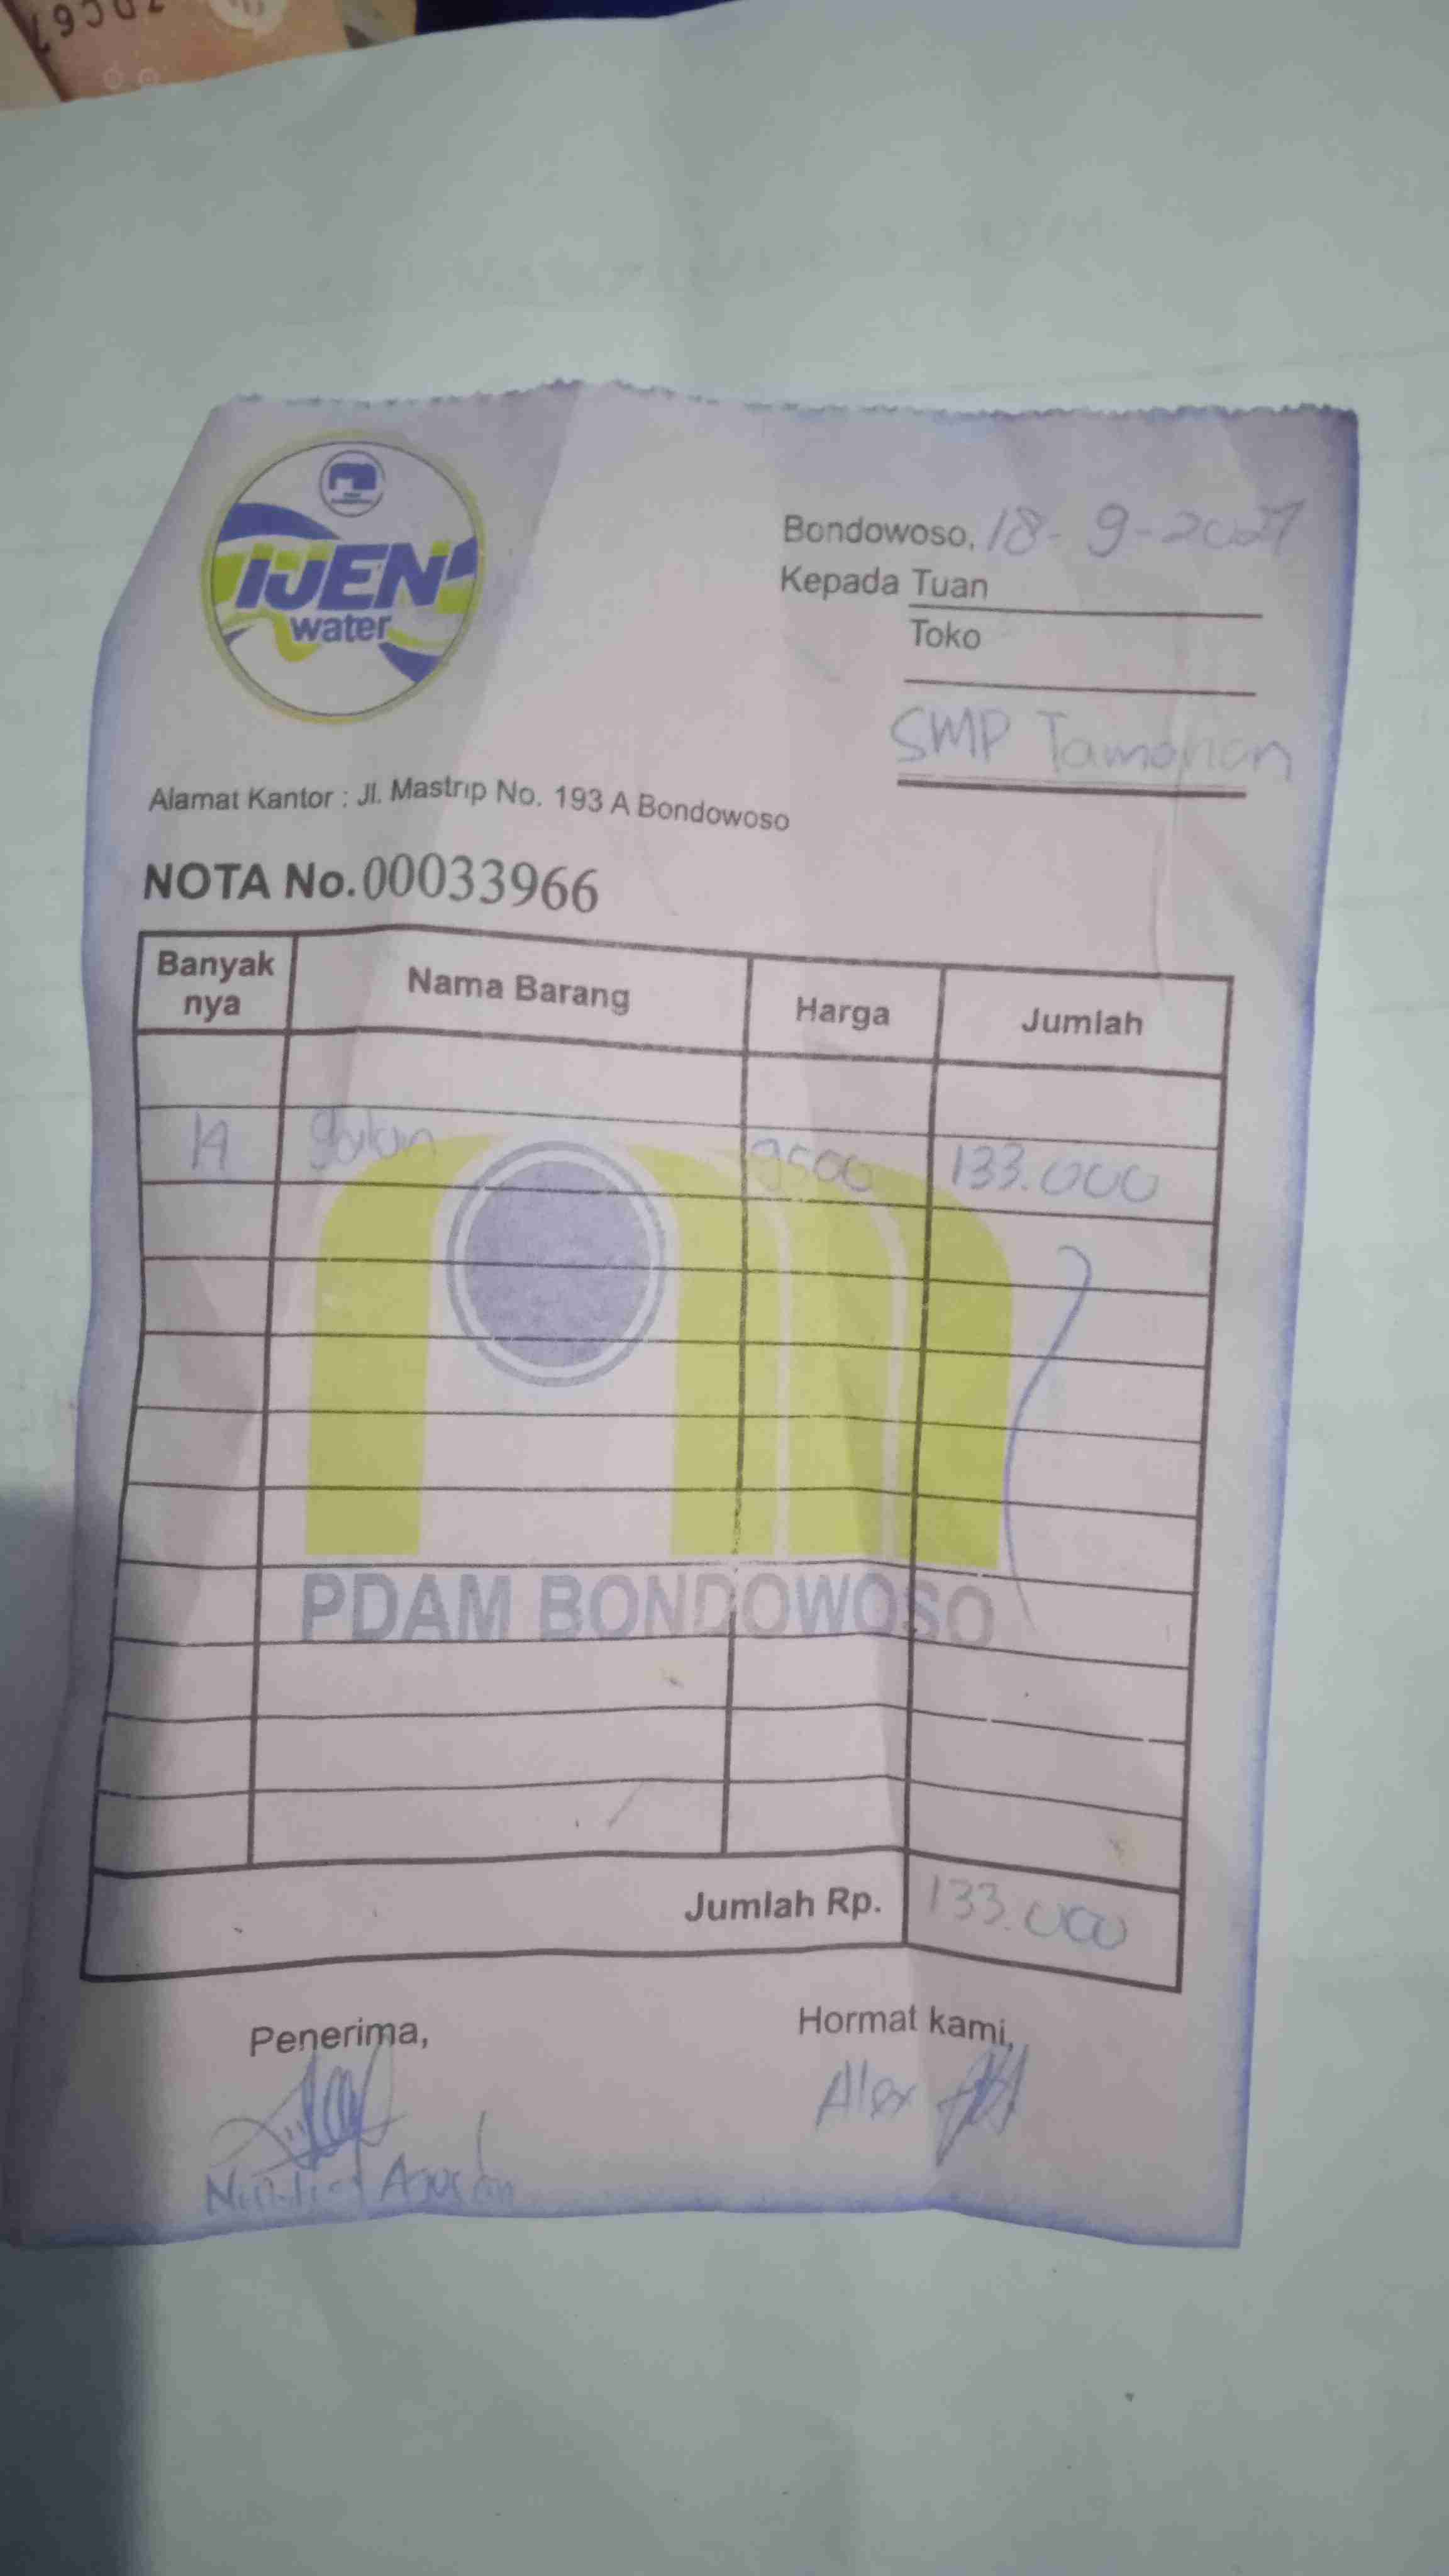 IJEN
water
Bondowoso, 18-9-2021
Kepada Tuan
Toko
SMP Tamanan
Alamat Kantor : Jl. Mastrip No. 193 A Bondowoso
NOTA No. 00033966
Banyak nya Nama Barang Harga Jumlah
14 galon 9500 133.000
PDAM BONDOWOSO
Jumlah Rp. 133.000
Penerima, Hormat kami,
Alex
Agus